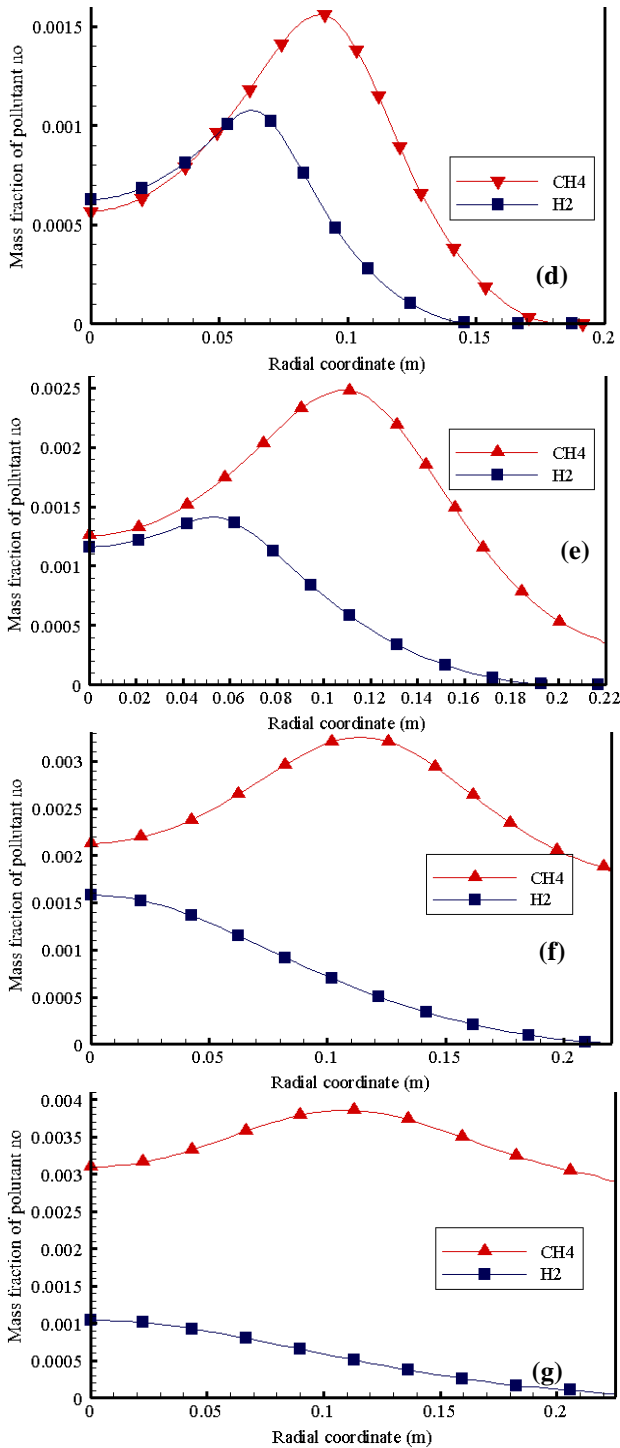 Mass fraction of pollutant no
0.0015
0.001
0.0005
0
CH4
H2
(d)
0
0.05
0.1
0.15
0.2
Radial coordinate (m)
Mass fraction of pollutant no
0.0025
0.002
0.0015
0.001
0.0005
0
CH4
H2
(e)
0
0.02
0.04
0.06
0.08
0.1
0.12
0.14
0.16
0.18
0.2
0.22
Radial coordinate (m)
Mass fraction of pollutant no
0.003
0.0025
0.002
0.0015
0.001
0.0005
0
CH4
H2
(f)
0
0.05
0.1
0.15
0.2
Radial coordinate (m)
Mass fraction of polutant no
0.004
0.0035
0.003
0.0025
0.002
0.0015
0.001
0.0005
0
CH4
H2
(g)
0
0.05
0.1
0.15
0.2
Radial coordinate (m)